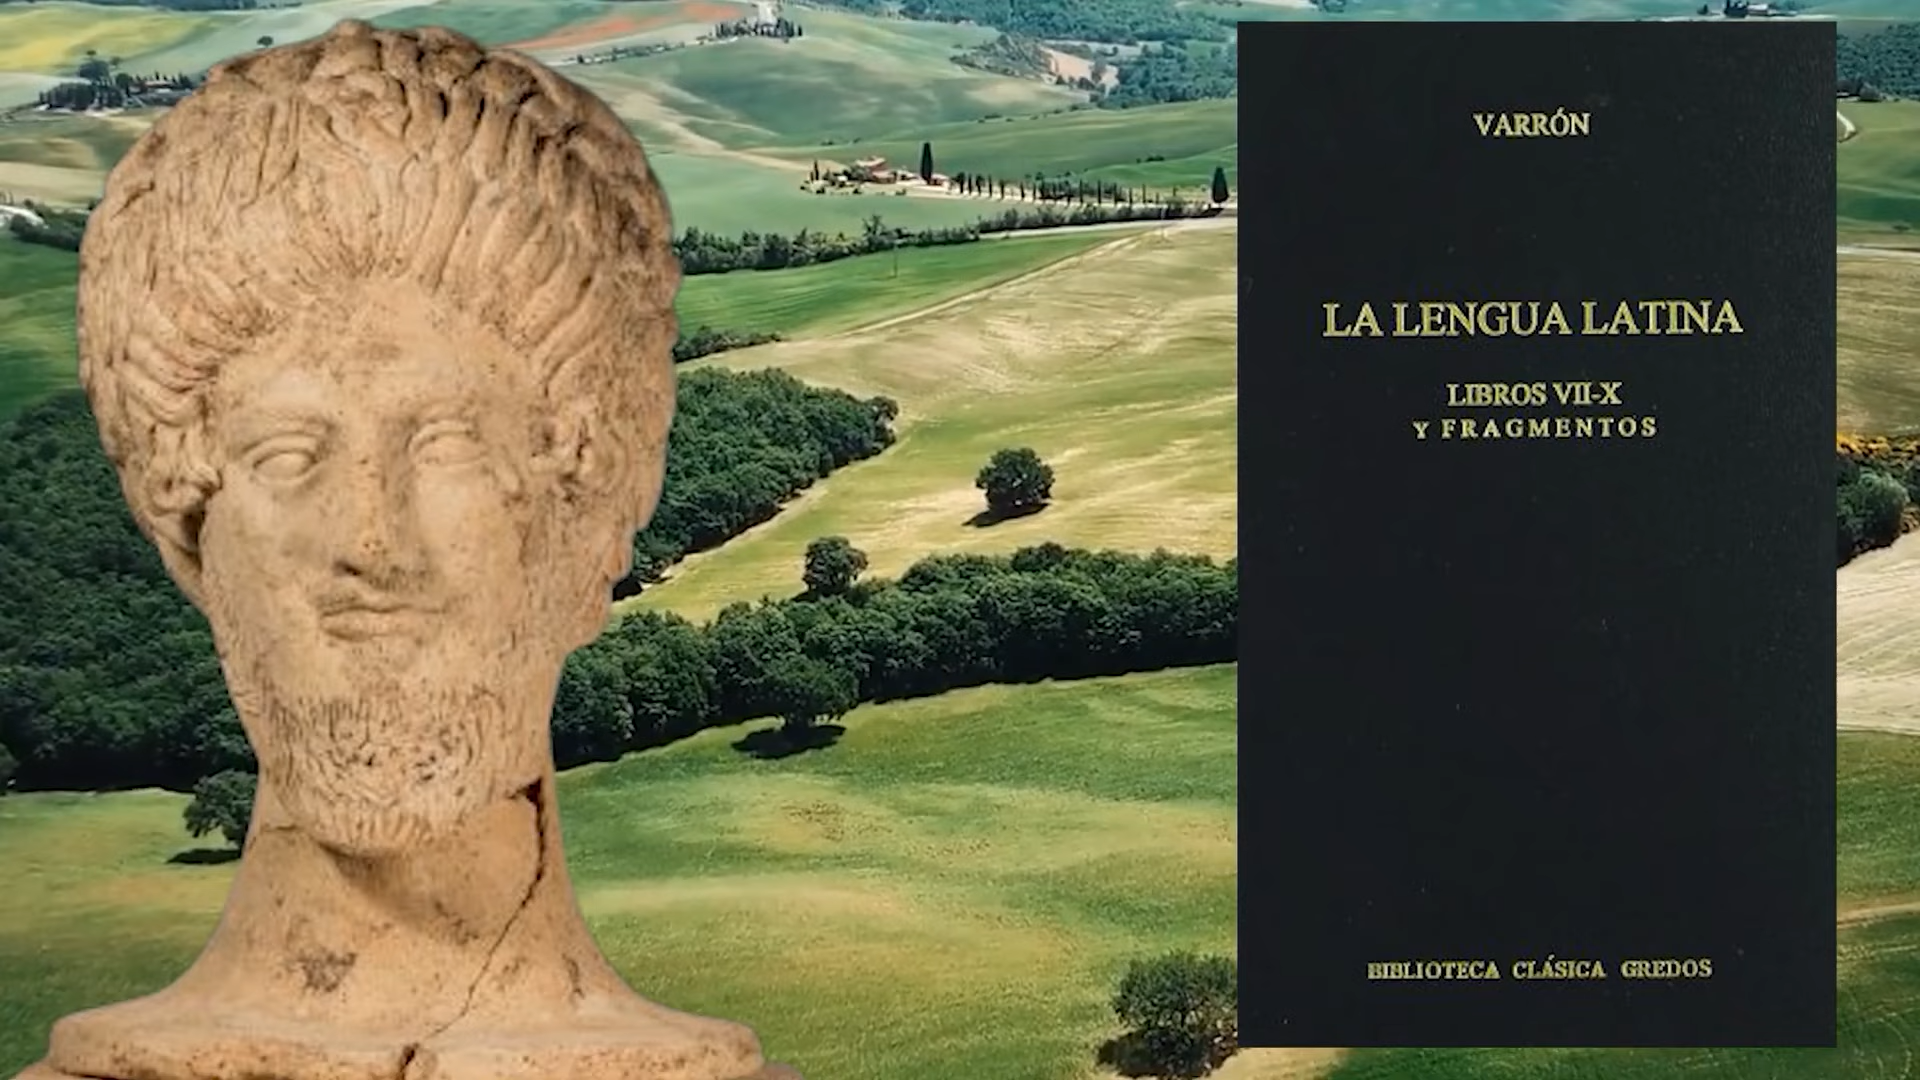 VARRÓN
LA LENGUA LATINA
LIBROS VII-X
Y FRAGMENTOS
BIBLIOTECA CLÁSICA GREDOS